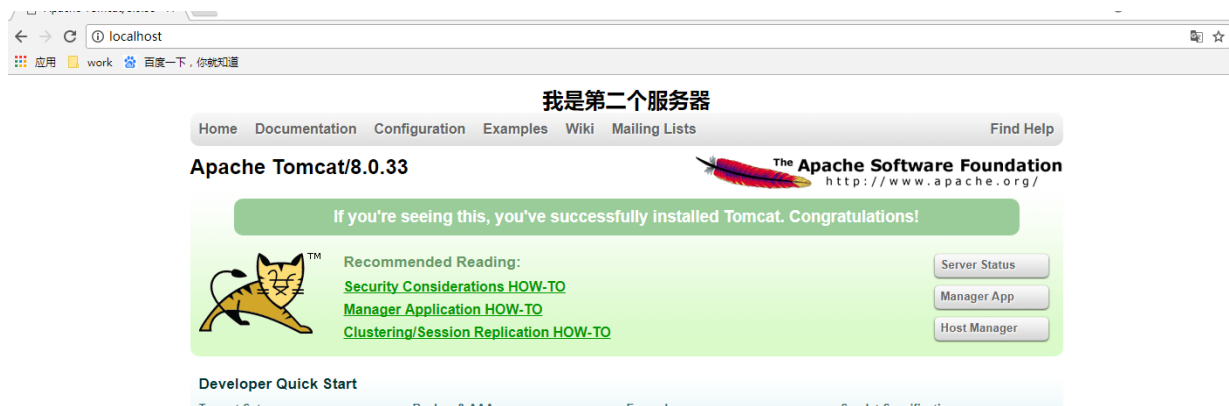 localhost
应用 work 百度一下，你就知道
我是第二个服务器
Home Documentation Configuration Examples Wiki Mailing Lists Find Help
Apache Tomcat/8.0.33
The Apache Software Foundation
http://www.apache.org/
If you're seeing this, you've successfully installed Tomcat. Congratulations!
TM
Recommended Reading:
Security Considerations HOW-TO
Manager Application HOW-TO
Clustering/Session Replication HOW-TO
Server Status
Manager App
Host Manager
Developer Quick Start